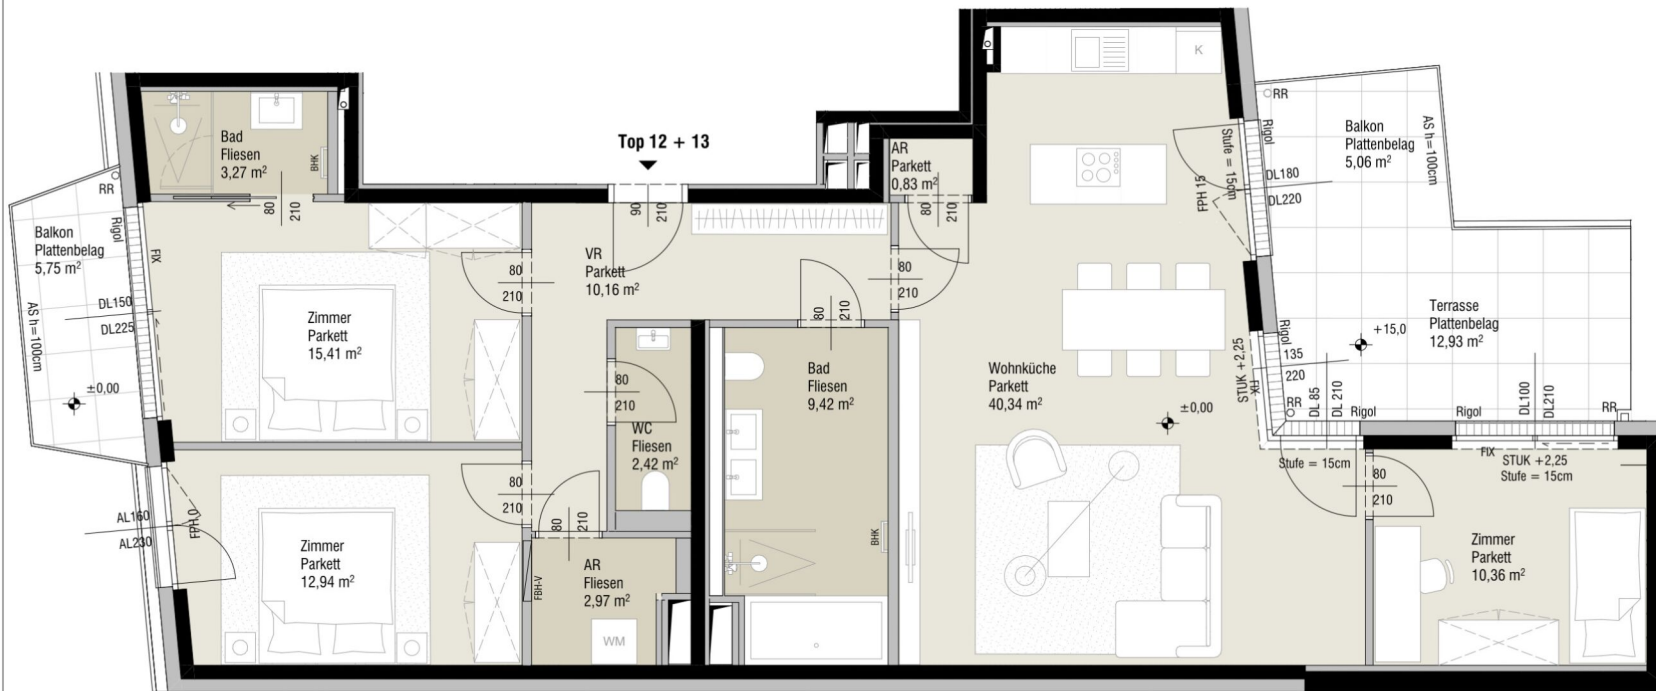 Top 12 + 13
Bad
Fliesen
3,27 m²
BHK
80
210
RR
Balkon
Plattenbelag
5,75 m²
Rigol
FIX
DL150
DL225
AS h=100cm
±0,00
Zimmer
Parkett
15,41 m²
80
210
90
210
VR
Parkett
10,16 m²
AR
Parkett
0,83 m²
80
210
80
210
80
210
80
210
WC
Fliesen
2,42 m²
Bad
Fliesen
9,42 m²
BHK
AL160
AL230
FPH 0
Zimmer
Parkett
12,94 m²
80
210
80
210
FBH-V
AR
Fliesen
2,97 m²
WM
K
Wohnküche
Parkett
40,34 m²
±0,00
FPH 15
Stufe = 15cm
Rigol
RR
DL180
DL220
Balkon
Plattenbelag
5,06 m²
AS h=100cm
Terrasse
Plattenbelag
12,93 m²
+15,0
Rigol
135
220
STUK +2,25
FIX
RR
DL 85
DL 210
Rigol
Rigol
DL100
DL210
RR
Stufe = 15cm
FIX
STUK +2,25
Stufe = 15cm
80
210
Zimmer
Parkett
10,36 m²